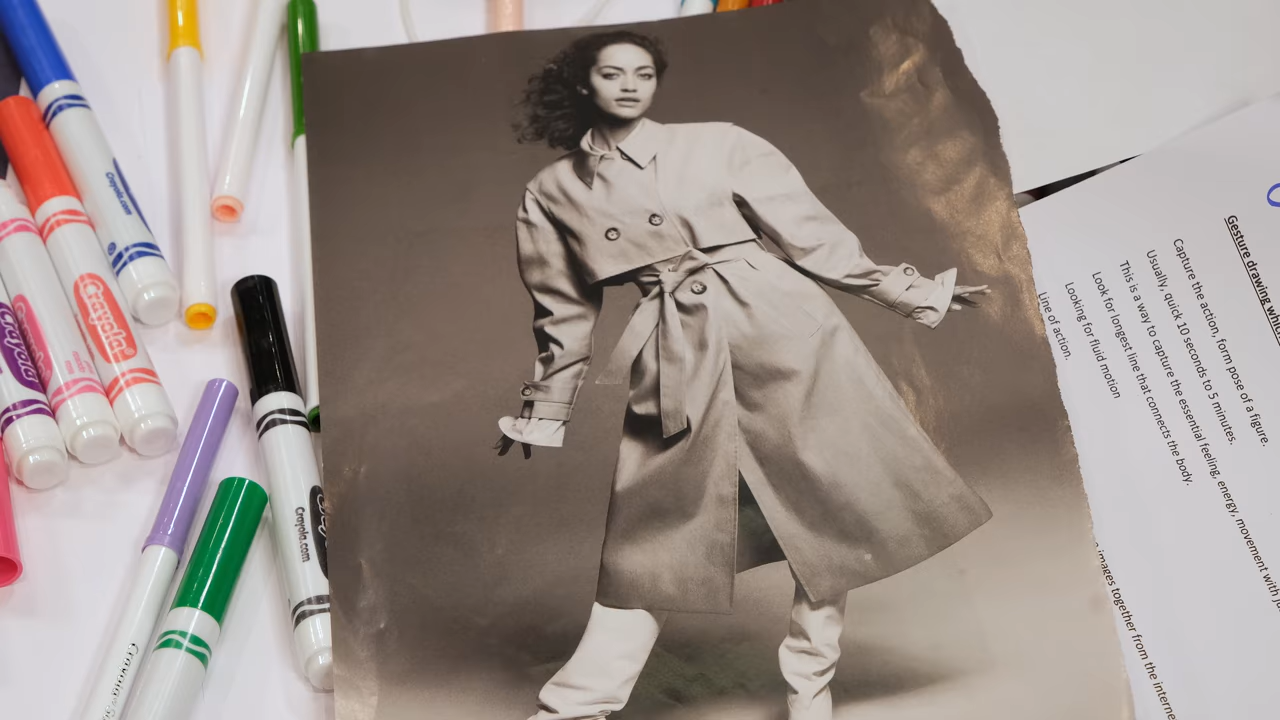 Crayola.com
Crayola
Crayola
Crayola.com
Crayola
Gesture drawing
Capture the action, form pose of a figure.
Usually, quick 10 seconds to 5 minutes.
This is a way to capture the essential feeling, energy, movement with
Look for longest line that connects the body.
Looking for fluid motion
Line of action.
images together from the interne